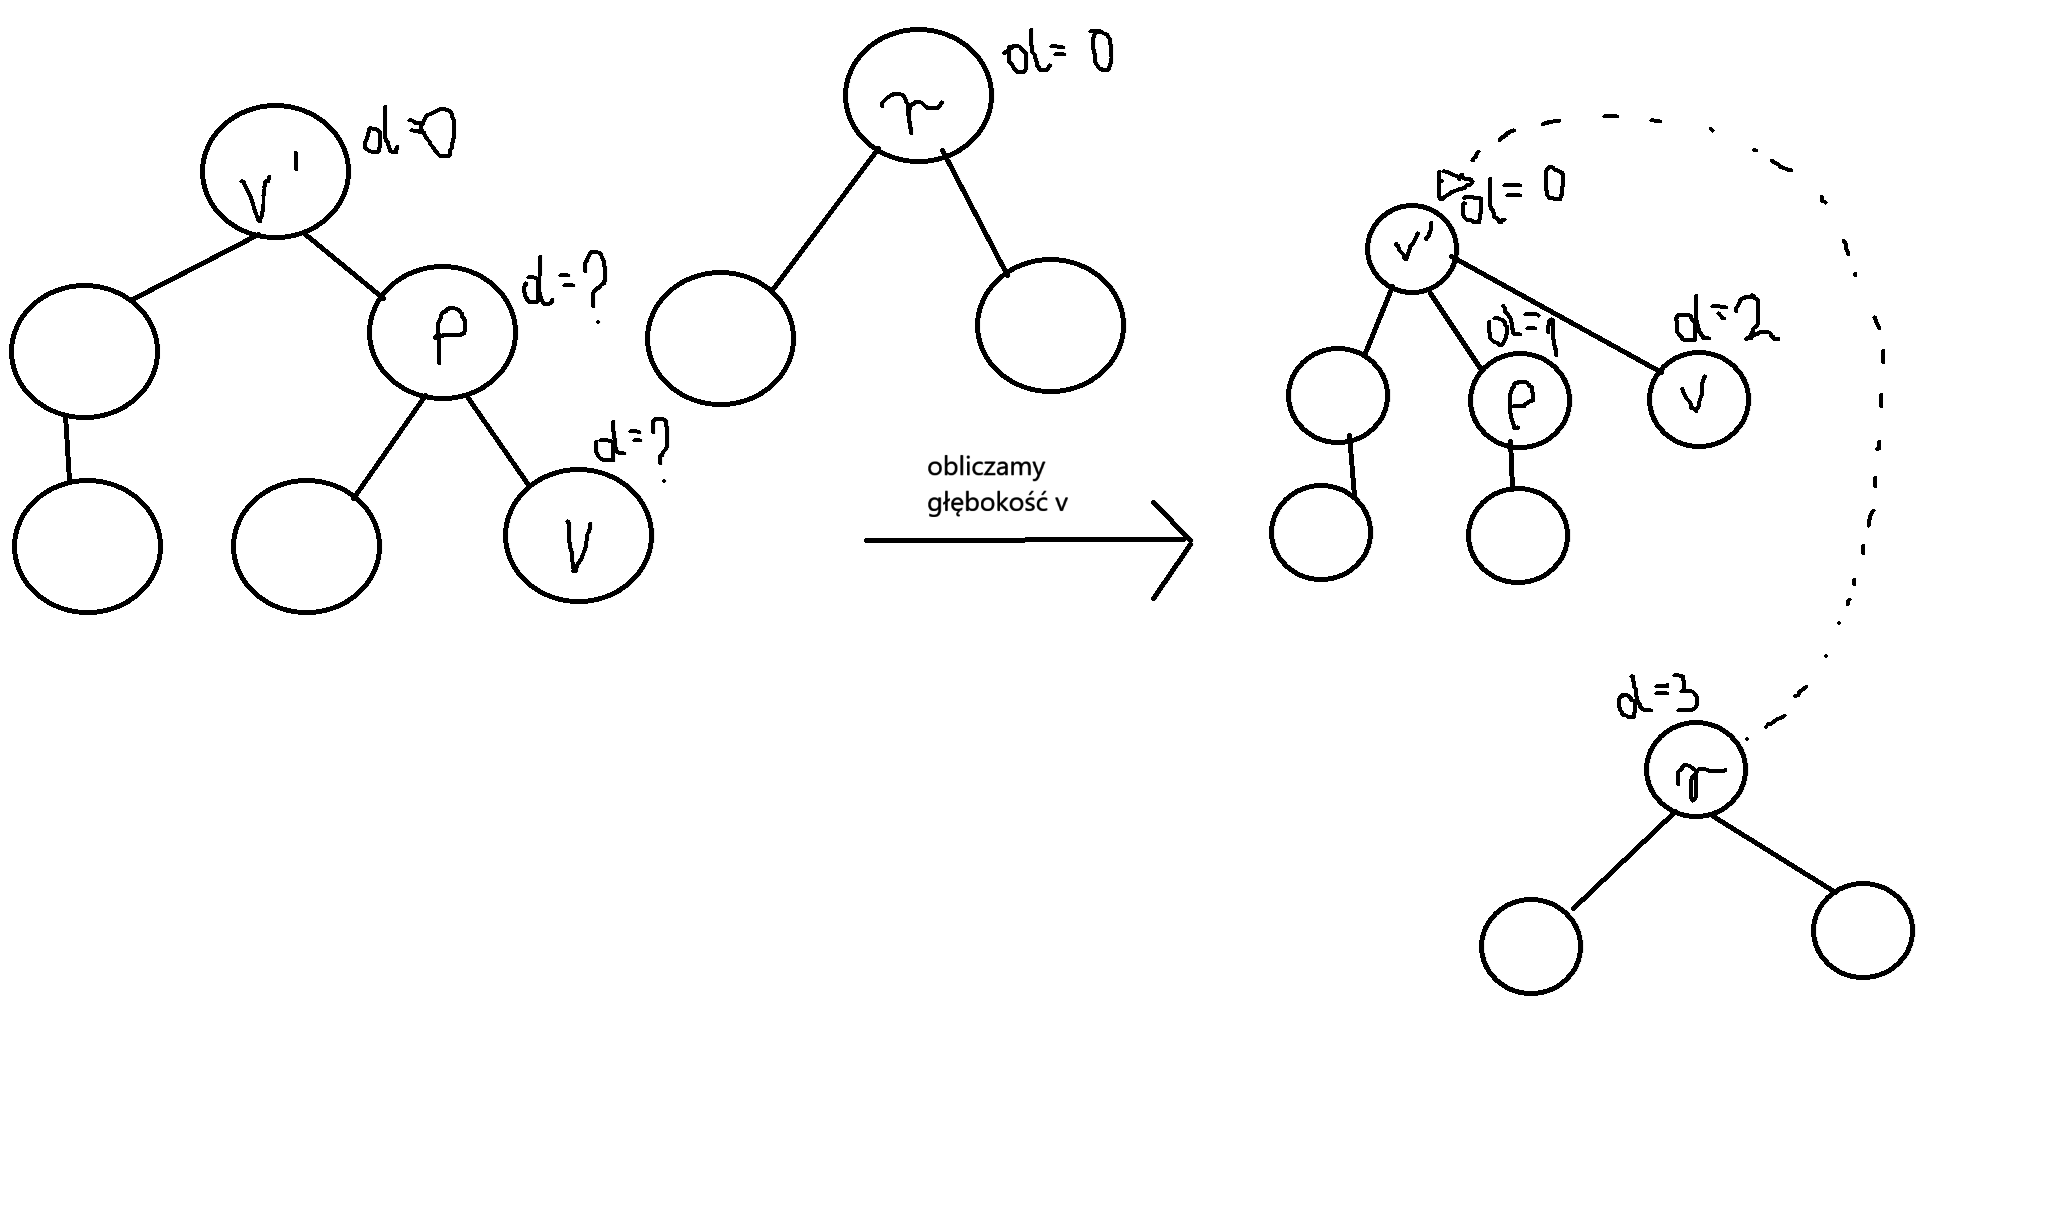 d=0
v'
d=0
r
d=?
p
d=?
v
obliczamy
głębokość v
d=0
v'
d=1
d=2
p
v
d=3
r